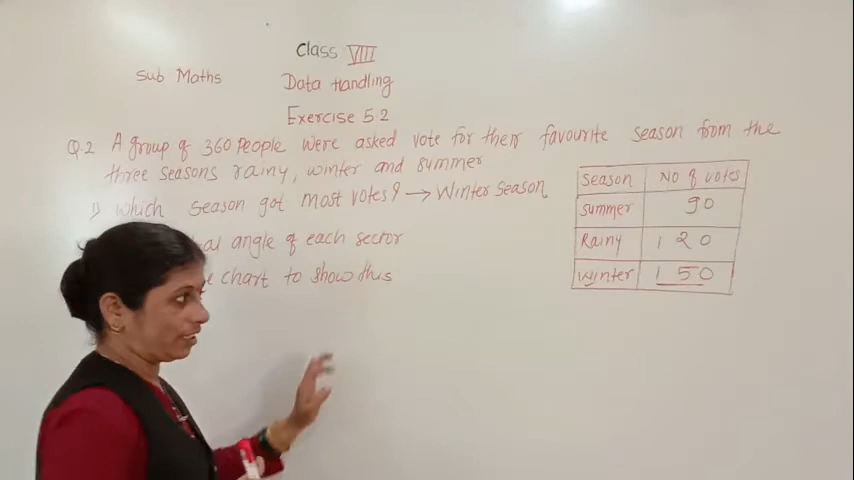 Class VIII
Sub Maths
Data Handling
Exercise 5.2
Q.2 A group of 360 People were asked vote for their favourite season from the
three seasons rainy, winter and summer
1) which season got most votes? → Winter Season
angle of each sector
chart to show this
Season No of votes
Summer 90
Rainy 120
Winter 150